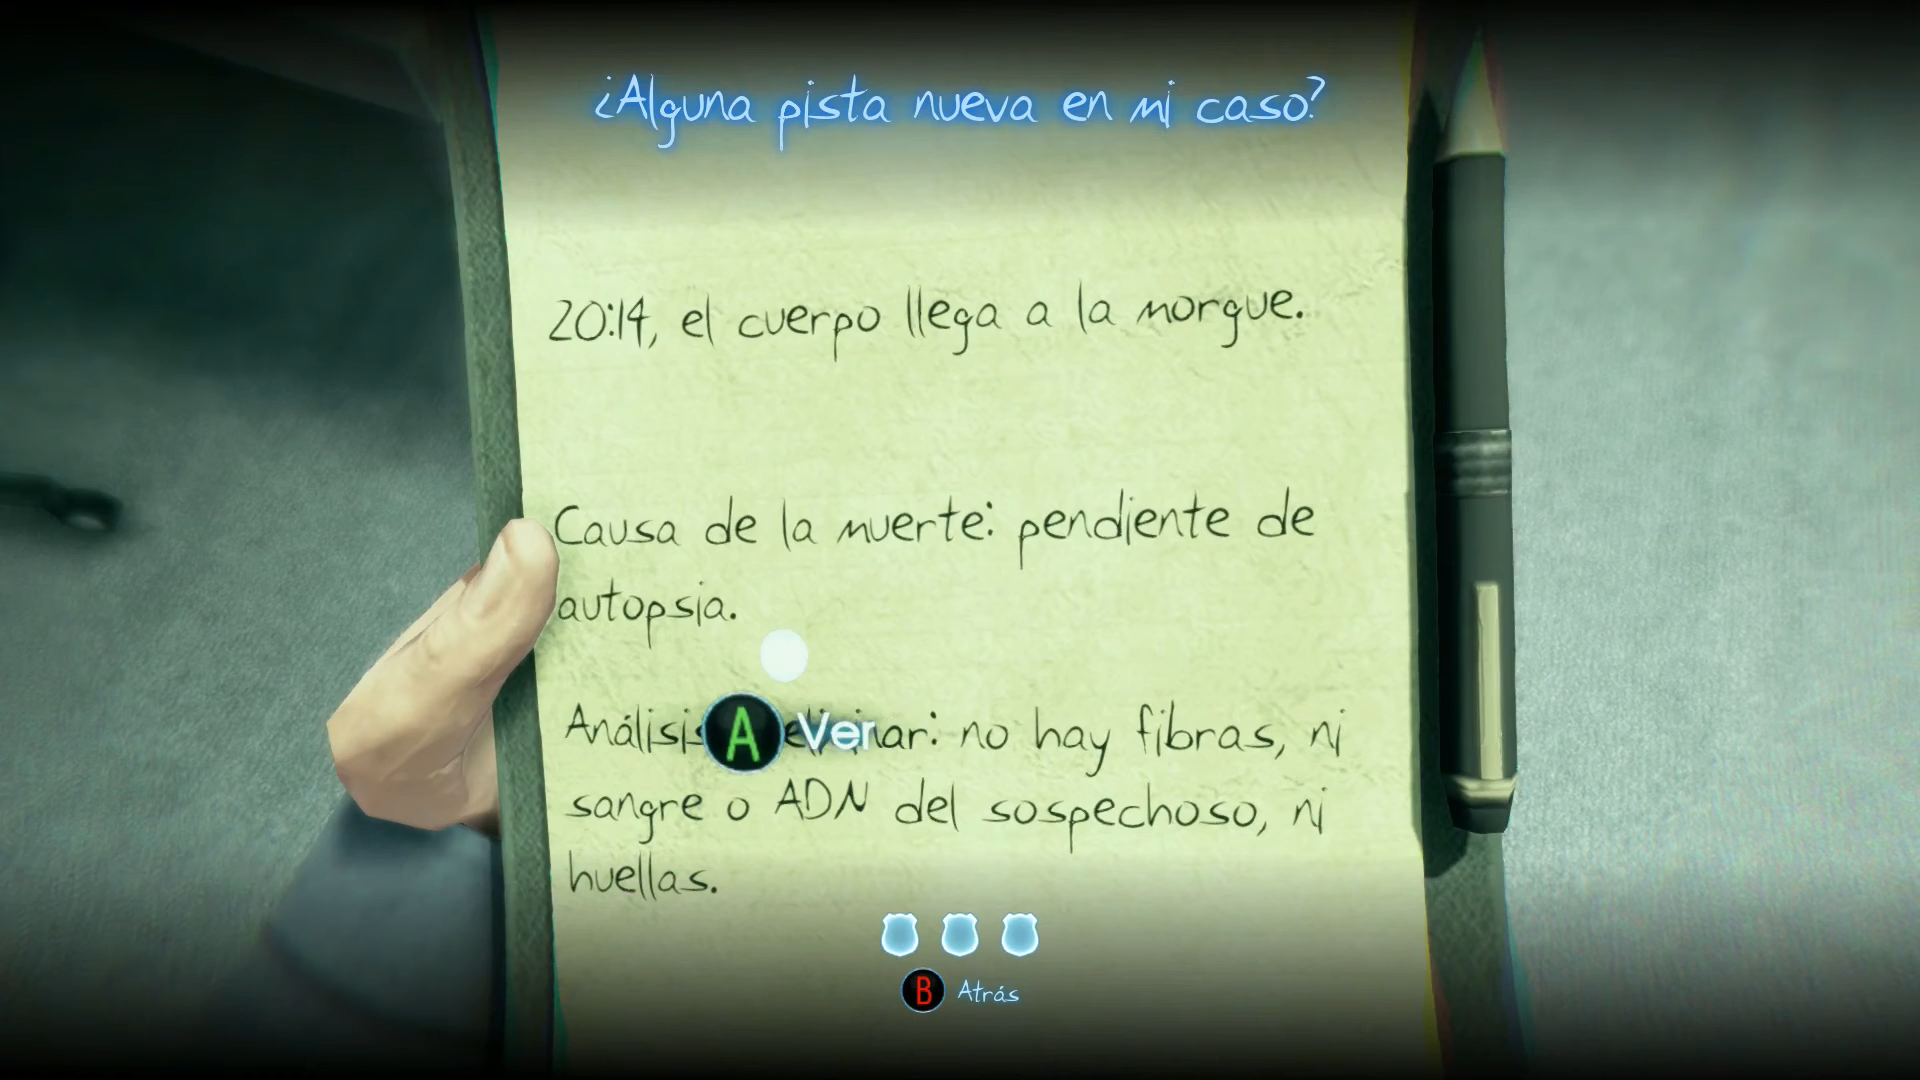 ¿Alguna pista nueva en mi caso?
20:14, el cuerpo llega a la morgue.
Causa de la muerte: pendiente de
autopsia.
Análisis : no hay fibras, ni
A Ver
sangre o ADN del sospechoso, ni
huellas.
B Atrás